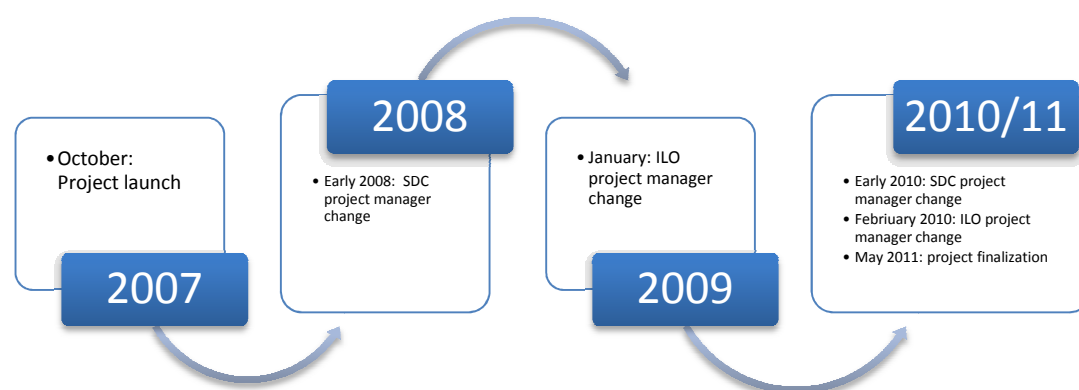 •October:
Project launch
2007
2008
• Early 2008: SDC
project manager
change
• January: ILO
project manager
change
2009
2010/11
• Early 2010: SDC project
manager change
• Febriuary 2010: ILO project
manager change
• May 2011: project finalization